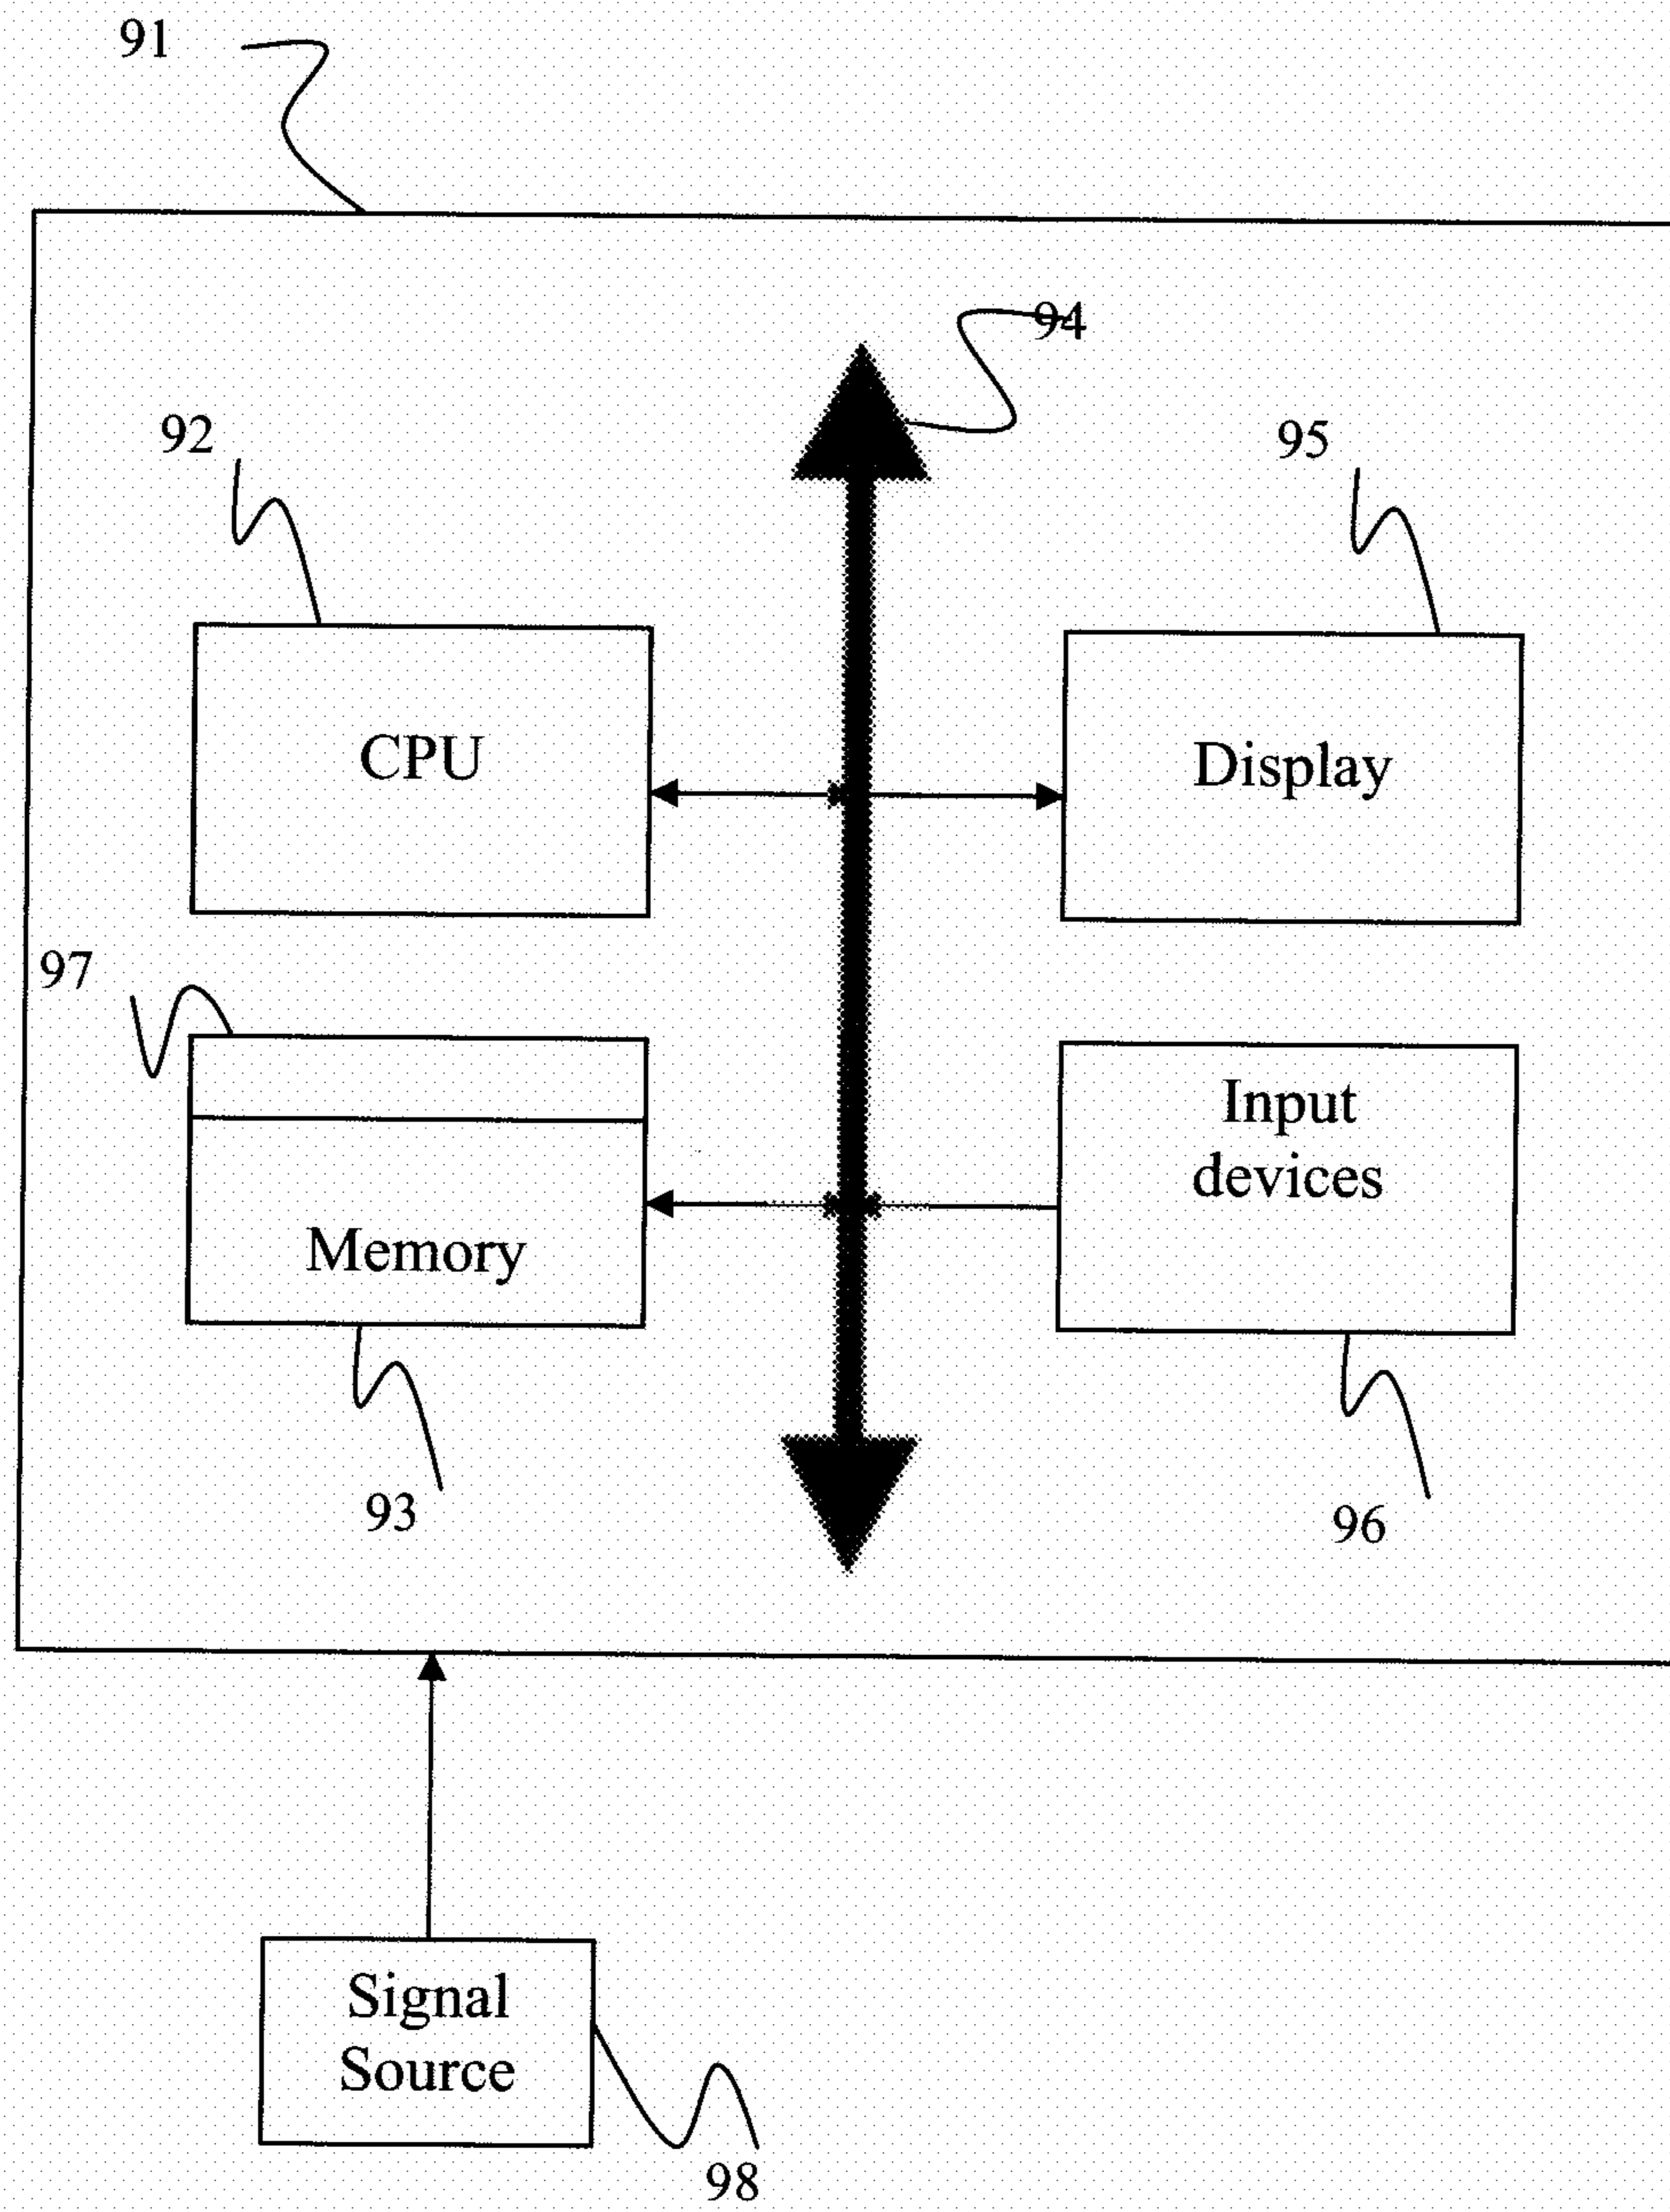 91
94
92
95
CPU
Display
97
Input
devices
Memory
93
96
Signal
Source
98